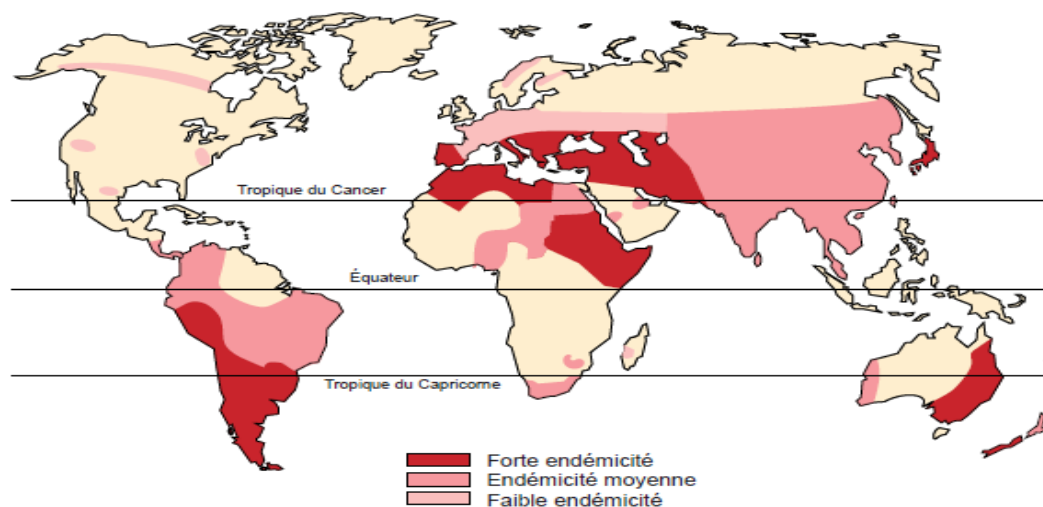 Tropique du Cancer
Équateur
Tropique du Capricorne
Forte endémicité
Endémicité moyenne
Faible endémicité